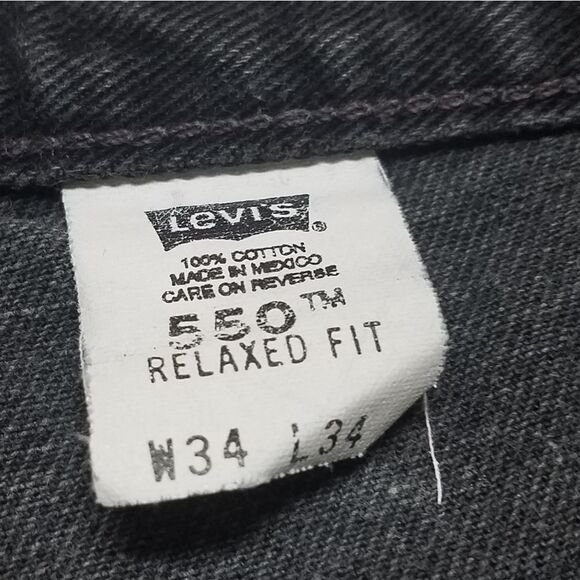 Levi's ®
100% COTTON
MADE IN MEXICO
CARE ON REVERSE
550™
RELAXED FIT
W34 L34